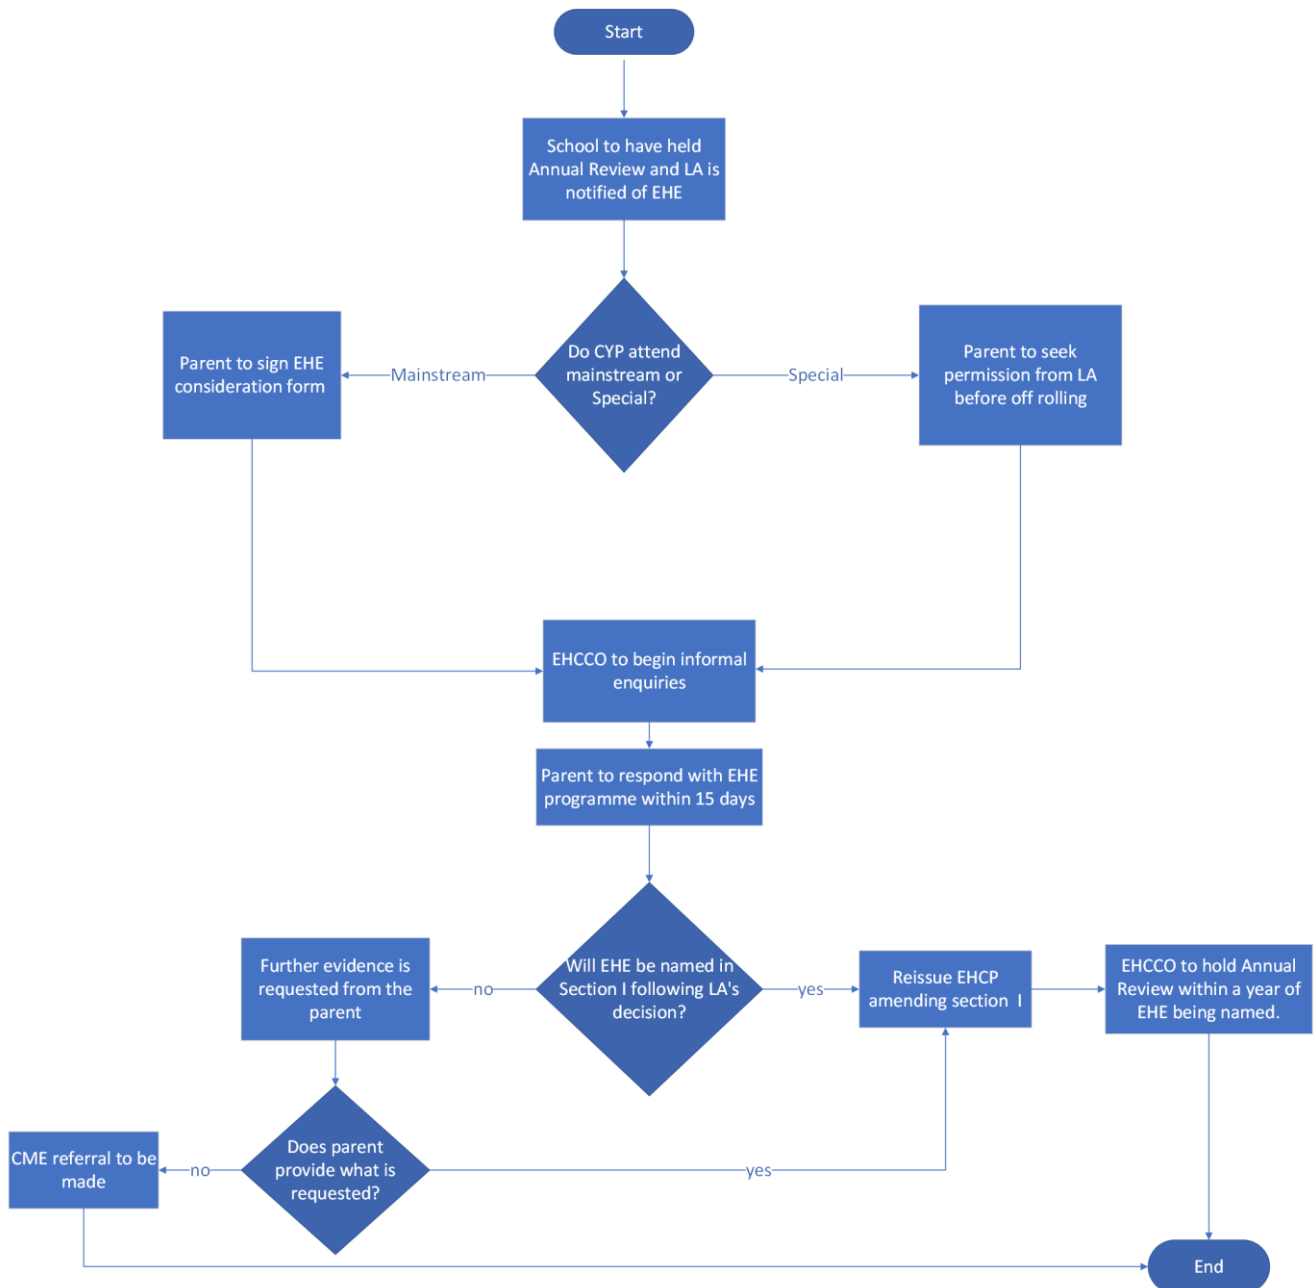 Start
School to have held
Annual Review and LA is
notified of EHE
Do CYP attend
mainstream or
Special?
Mainstream
Special
Parent to sign EHE
consideration form
Parent to seek
permission from LA
before off rolling
EHCCO to begin informal
enquiries
Parent to respond with EHE
programme within 15 days
Will EHE be named in
Section I following LA's
decision?
no
yes
Further evidence is
requested from the
parent
Reissue EHCP
amending section I
EHCCO to hold Annual
Review within a year of
EHE being named.
Does parent
provide what is
requested?
no
yes
CME referral to be
made
End